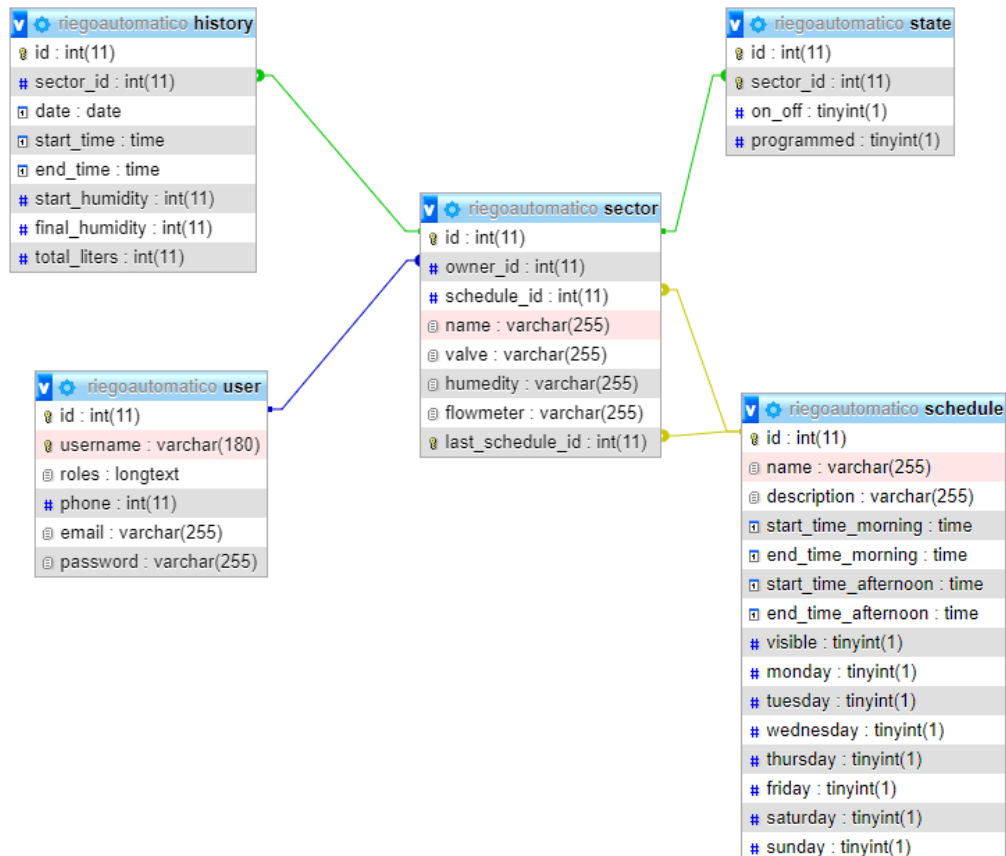 riegoautomatico history
id : int(11)
sector_id : int(11)
date : date
start_time : time
end_time : time
start_humidity : int(11)
final_humidity : int(11)
total_liters : int(11)
riegoautomatico state
id : int(11)
sector_id : int(11)
on_off : tinyint(1)
programmed : tinyint(1)
riegoautomatico sector
id : int(11)
owner_id : int(11)
schedule_id : int(11)
name : varchar(255)
valve : varchar(255)
humedity : varchar(255)
flowmeter : varchar(255)
last_schedule_id : int(11)
riegoautomatico user
id : int(11)
username : varchar(180)
roles : longtext
phone : int(11)
email : varchar(255)
password : varchar(255)
riegoautomatico schedule
id : int(11)
name : varchar(255)
description : varchar(255)
start_time_morning : time
end_time_morning : time
start_time_afternoon : time
end_time_afternoon : time
visible : tinyint(1)
monday : tinyint(1)
tuesday : tinyint(1)
wednesday : tinyint(1)
thursday : tinyint(1)
friday : tinyint(1)
saturday : tinyint(1)
sunday : tinyint(1)